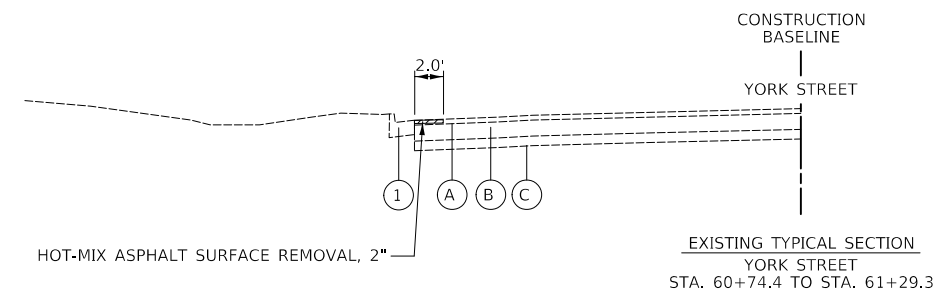 CONSTRUCTION
BASELINE
2.0'
YORK STREET
1
A
B
C
HOT-MIX ASPHALT SURFACE REMOVAL, 2"
EXISTING TYPICAL SECTION
YORK STREET
STA. 60+74.4 TO STA. 61+29.3